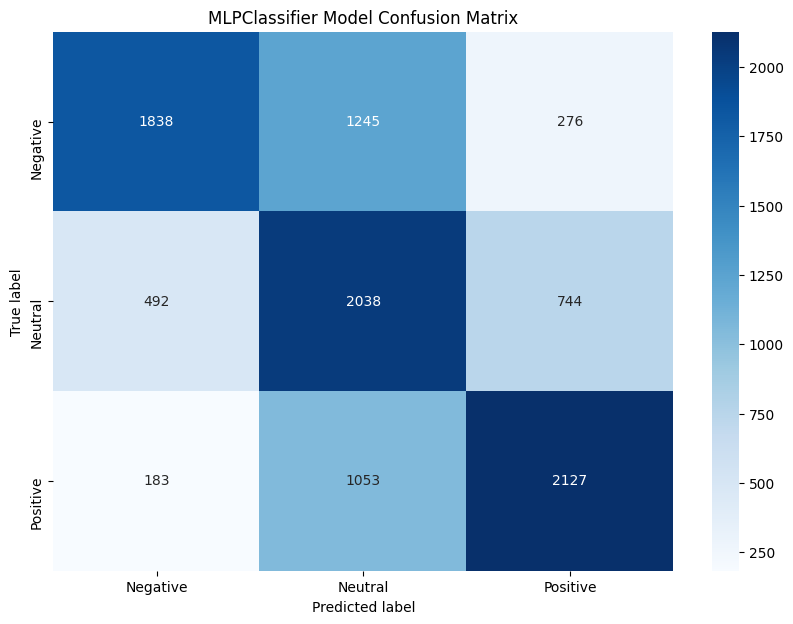 MLPClassifier Model Confusion Matrix
Negative 1838 1245 276
Neutral 492 2038 744
Positive 183 1053 2127
True label
Negative Neutral Positive
Predicted label
2000
1750
1500
1250
1000
750
500
250